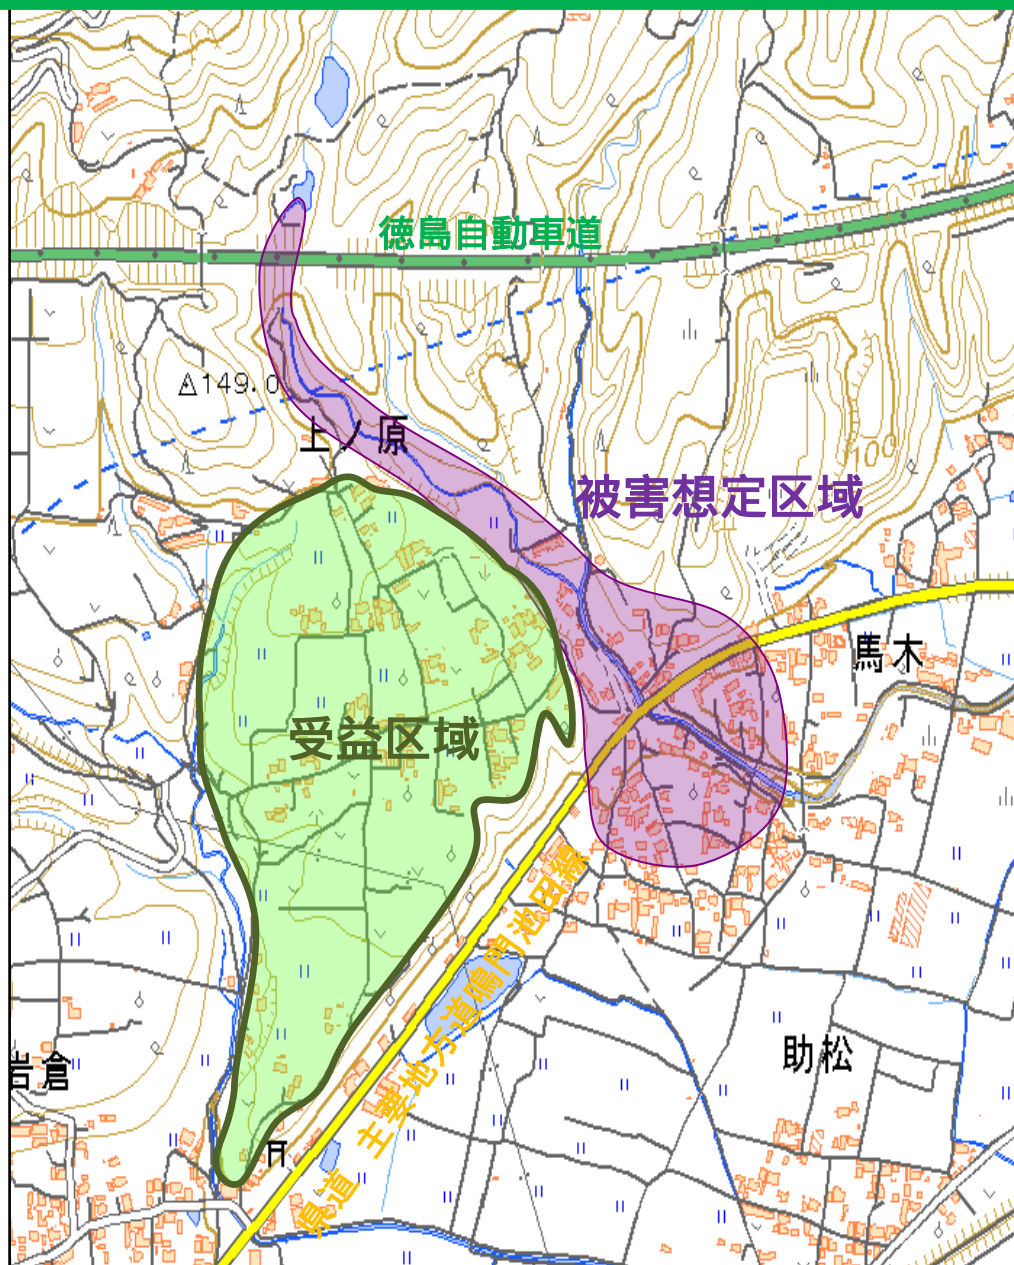 徳島自動車道
149.0
上ノ原
100
被害想定区域
馬木
受益区域
県道 主要地方道鳴門池田線
助松
岩倉